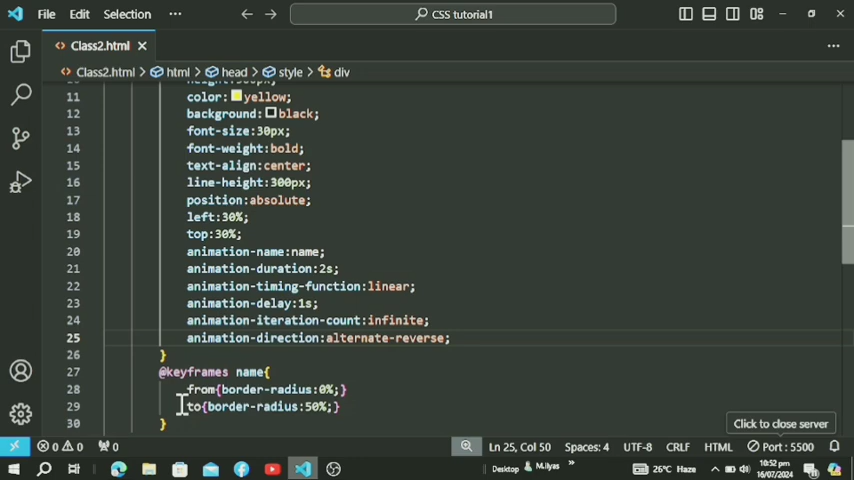 File Edit Selection ··· CSS tutorial1
Class2.html
Class2.html > html > head > style > div
11 color: yellow;
12 background: black;
13 font-size:30px;
14 font-weight:bold;
15 text-align:center;
16 line-height:300px;
17 position:absolute;
18 left:30%;
19 top:30%;
20 animation-name:name;
21 animation-duration:2s;
22 animation-timing-function:linear;
23 animation-delay:1s;
24 animation-iteration-count:infinite;
25 animation-direction:alternate-reverse;
26 }
27 @keyframes name{
28 from{border-radius:0%;}
29 to{border-radius:50%;}
30 }
Click to close server
0 0 0 Ln 25, Col 50 Spaces: 4 UTF-8 CRLF HTML Port : 5500
Desktop M.Ilyas » 26°C Haze 10:52 pm
16/07/2024